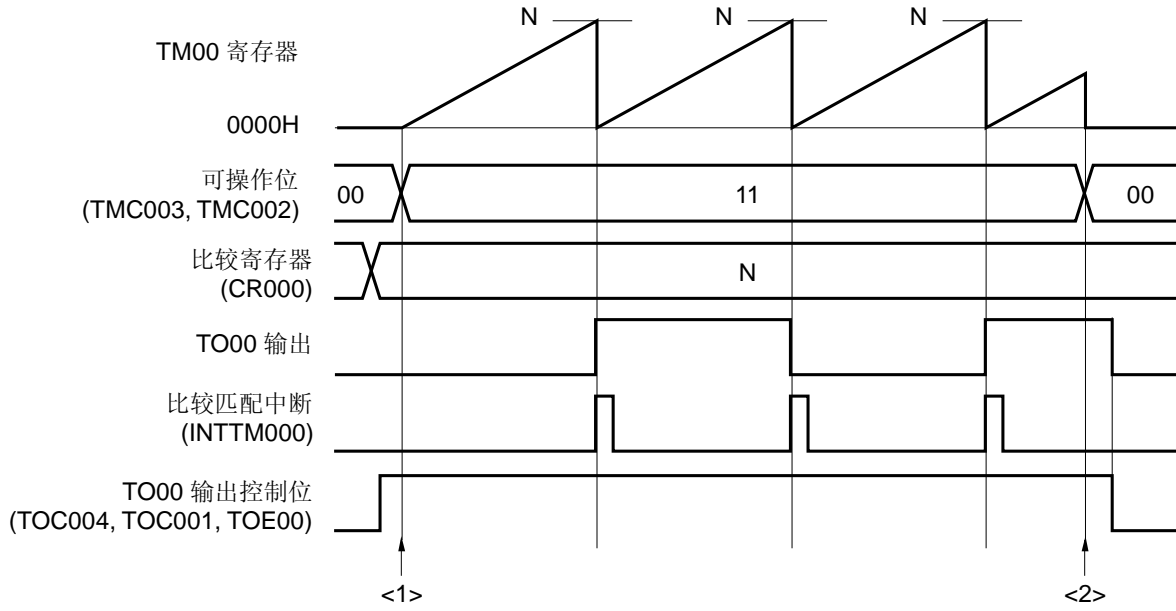 N N N
TM00 寄存器
0000H
可操作位
(TMC003, TMC002)
00 11 00
比较寄存器
(CR000)
N
TO00 输出
比较匹配中断
(INTTM000)
TO00 输出控制位
(TOC004, TOC001, TOE00)
<1> <2>